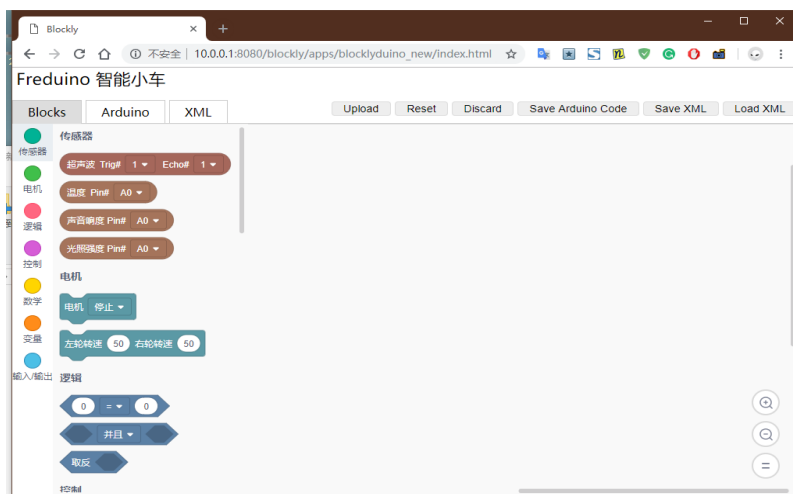 Blockly
不安全 | 10.0.0.1:8080/blockly/apps/blocklyduino_new/index.html
Freduino 智能小车
Blocks Arduino XML Upload Reset Discard Save Arduino Code Save XML Load XML
传感器
电机
逻辑
控制
数学
变量
输入/输出
传感器
超声波 Trig# 1 Echo# 1
温度 Pin# A0
声音响度 Pin# A0
光照强度 Pin# A0
电机
电机 停止
左轮转速 50 右轮转速 50
逻辑
0 = 0
并且
取反
控制